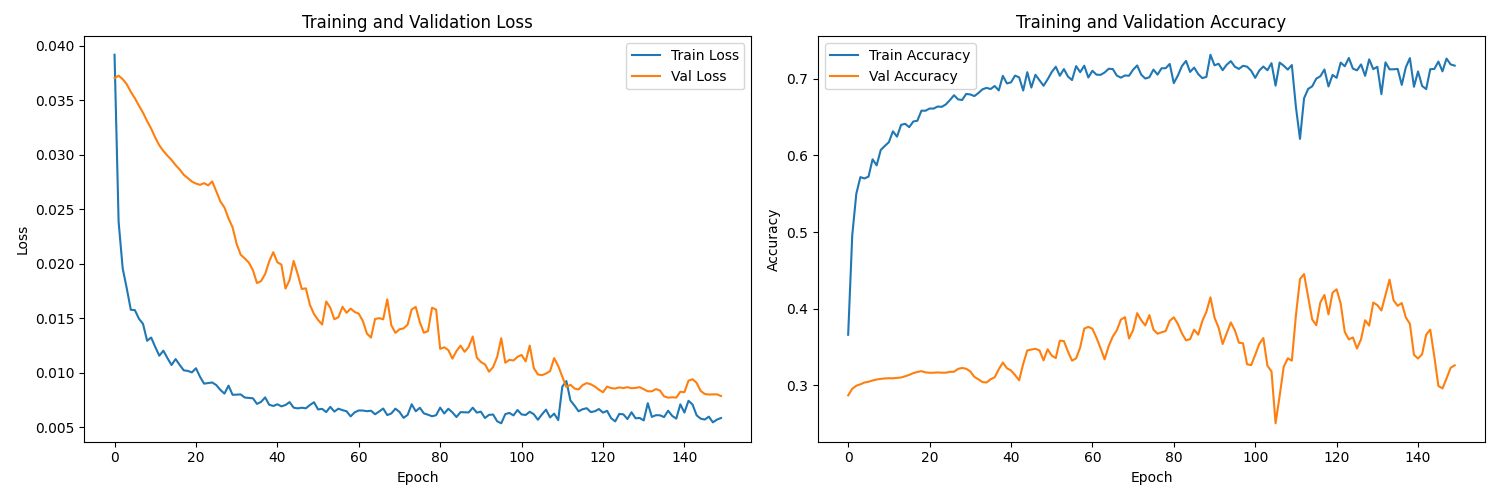 Training and Validation Loss
Train Loss
Val Loss
0.040
0.035
0.030
0.025
0.020
0.015
0.010
0.005
Loss
0 20 40 60 80 100 120 140
Epoch
Training and Validation Accuracy
Train Accuracy
Val Accuracy
0.7
0.6
0.5
0.4
0.3
Accuracy
0 20 40 60 80 100 120 140
Epoch